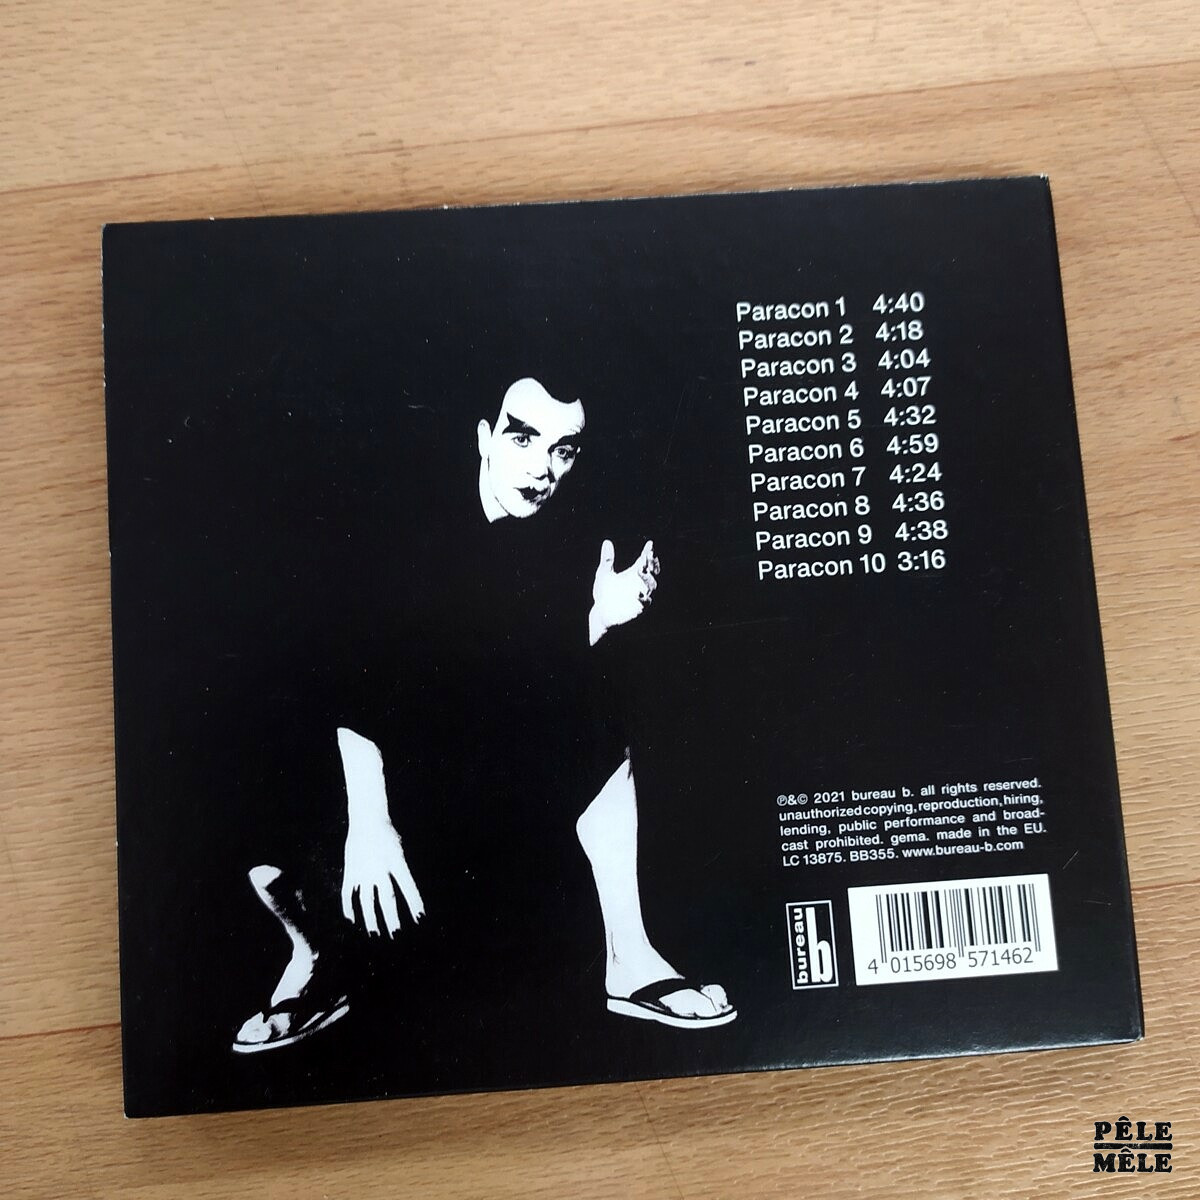 Paracon 1 4:40
Paracon 2 4:18
Paracon 3 4:04
Paracon 4 4:07
Paracon 5 4:32
Paracon 6 4:59
Paracon 7 4:24
Paracon 8 4:36
Paracon 9 4:38
Paracon 10 3:16
℗&© 2021 bureau b. all rights reserved.
unauthorized copying, reproduction, hiring,
lending, public performance and broad-
cast prohibited. gema. made in the EU.
LC 13875. BB355. www.bureau-b.com
bureau b
4 015698 571462
PÊLE
MÊLE